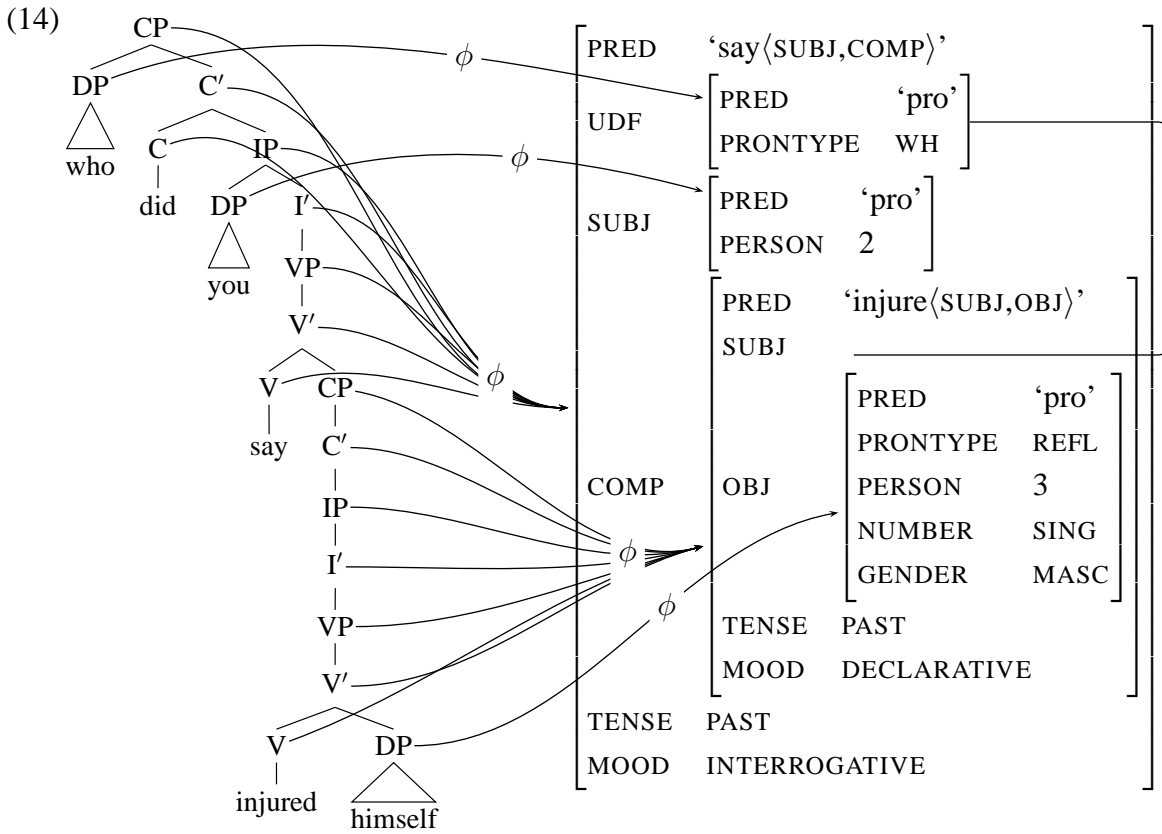 (14)
CP
DP C′
who C IP
did DP I′
you VP
V′
V CP
say C′
IP
I′
VP
V′
V DP
injured himself
ϕ
ϕ
ϕ
ϕ
ϕ
PRED ‘say⟨SUBJ,COMP⟩’
UDF
PRED ‘pro’
PRONTYPE WH
SUBJ
PRED ‘pro’
PERSON 2
COMP
PRED ‘injure⟨SUBJ,OBJ⟩’
SUBJ
OBJ
PRED ‘pro’
PRONTYPE REFL
PERSON 3
NUMBER SING
GENDER MASC
TENSE PAST
MOOD DECLARATIVE
TENSE PAST
MOOD INTERROGATIVE